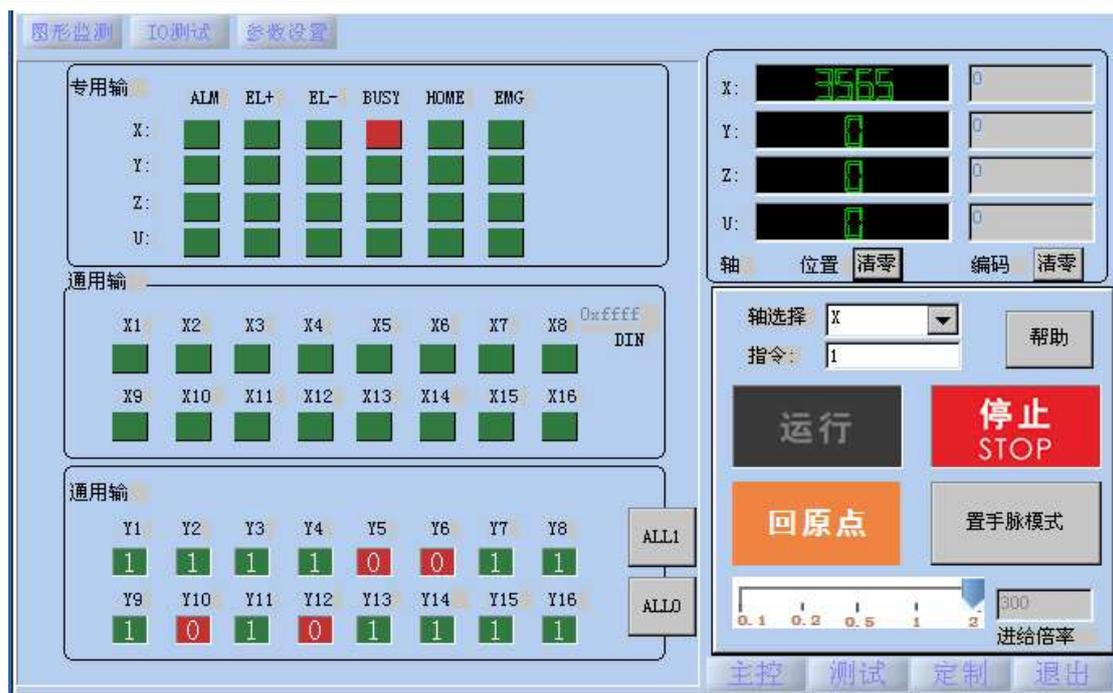 图形监测 IO测试 参数设置
专用输
ALM EL+ EL- BUSY HOME EMG
X:
Y:
Z:
U:
通用输
X1 X2 X3 X4 X5 X6 X7 X8 0xffff
DIN
X9 X10 X11 X12 X13 X14 X15 X16
通用输
Y1 Y2 Y3 Y4 Y5 Y6 Y7 Y8
1 1 1 1 0 0 1 1
Y9 Y10 Y11 Y12 Y13 Y14 Y15 Y16
1 0 1 0 1 1 1 1
ALL1
ALL0
X: 3565 0
Y: 0 0
Z: 0 0
U: 0 0
轴 位置 清零 编码 清零
轴选择 X
指令: 1
帮助
运行
停止
STOP
回原点
置手脉模式
0.1 0.2 0.5 1 2
300
进给倍率
主控 测试 定制 退出